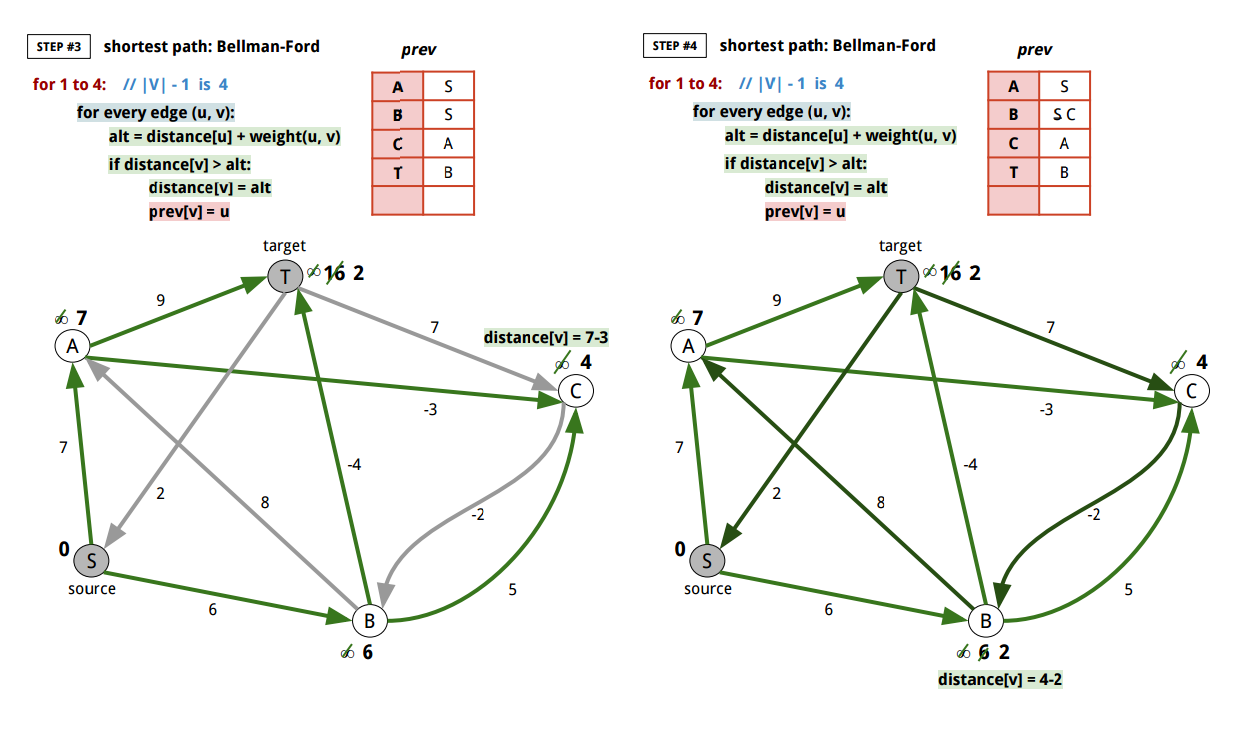 STEP #3 shortest path: Bellman-Ford
prev
for 1 to 4: // |V| - 1 is 4
for every edge (u, v):
alt = distance[u] + weight(u, v)
if distance[v] > alt:
distance[v] = alt
prev[v] = u
A S
B S
C A
T B
target
T ∞ 16 2
9
7
∞ 7
A
distance[v] = 7-3
∞ 4
C
-3
7
-4
2
8
-2
0
S
source
6
5
B
∞ 6
STEP #4 shortest path: Bellman-Ford
prev
for 1 to 4: // |V| - 1 is 4
for every edge (u, v):
alt = distance[u] + weight(u, v)
if distance[v] > alt:
distance[v] = alt
prev[v] = u
A S
B S C
C A
T B
target
T ∞ 16 2
9
7
∞ 7
A
∞ 4
C
-3
7
-4
2
8
-2
0
S
source
6
5
B
∞ 6 2
distance[v] = 4-2